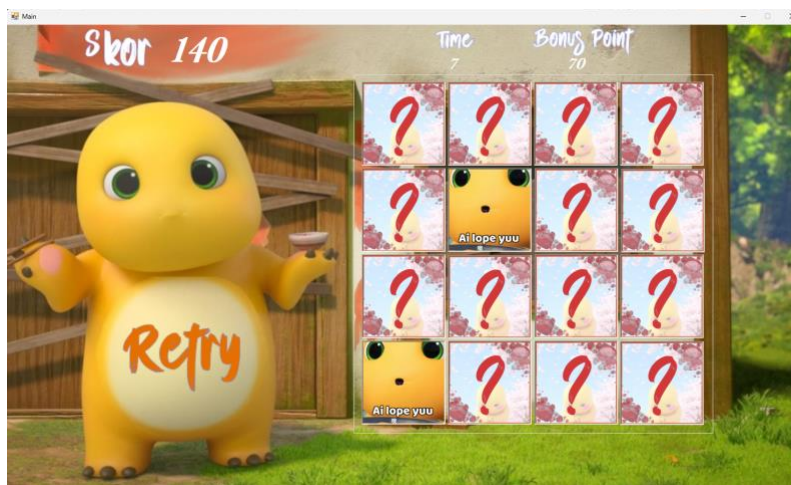 Main
Skor 140
Time
7
Bonus Point
70
? ? ? ?
? Ai lope yuu ? ?
? ? ? ?
Ai lope yuu ? ? ?
Retry